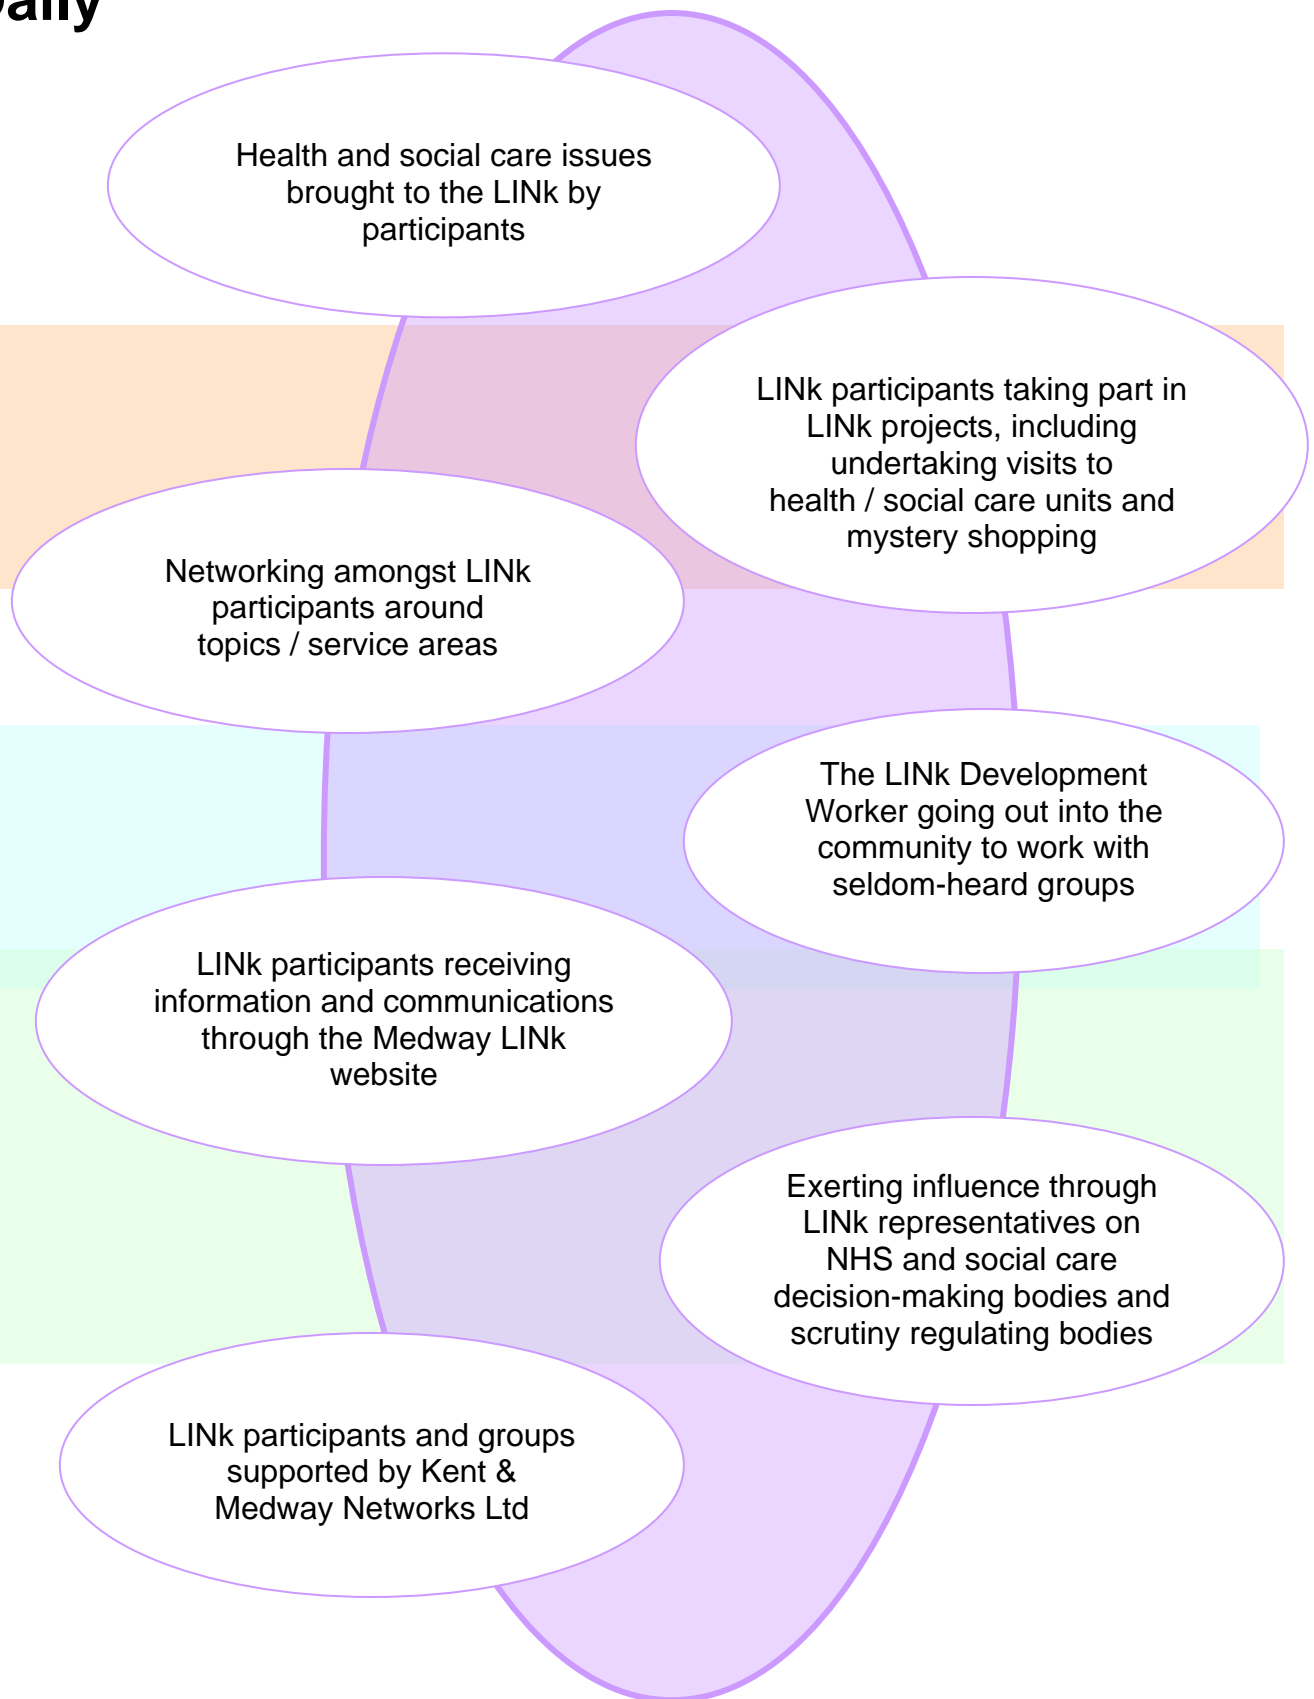 Daily
Health and social care issues
brought to the LINk by
participants
LINk participants taking part in
LINk projects, including
undertaking visits to
health / social care units and
mystery shopping
Networking amongst LINk
participants around
topics / service areas
The LINk Development
Worker going out into the
community to work with
seldom-heard groups
LINk participants receiving
information and communications
through the Medway LINk
website
Exerting influence through
LINk representatives on
NHS and social care
decision-making bodies and
scrutiny regulating bodies
LINk participants and groups
supported by Kent &
Medway Networks Ltd